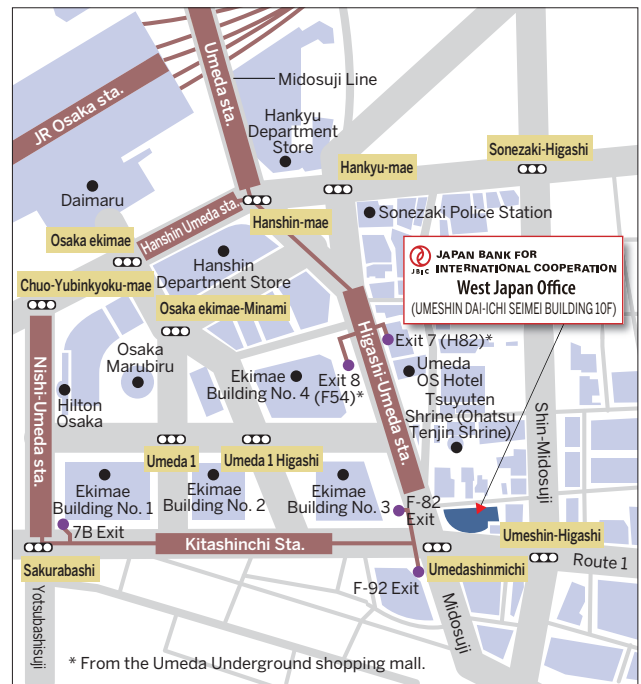 Umeda sta.
Midosuji Line
JR Osaka sta.
Hankyu
Department
Store
Sonezaki-Higashi
Hankyu-mae
Daimaru
Hanshin Umeda sta.
Hanshin-mae
Sonezaki Police Station
Osaka ekimae
Hanshin
Department Store
JBIC
JAPAN BANK FOR
INTERNATIONAL COOPERATION
West Japan Office
(UMESHIN DAI-ICHI SEIMEI BUILDING 10F)
Chuo-Yubinkyoku-mae
Osaka ekimae-Minami
Nishi-Umeda sta.
Osaka
Marubiru
Higashi-Umeda sta.
Exit 7 (H82)*
Exit 8
(F54)*
Ekimae
Building No. 4
Umeda
OS Hotel
Hilton
Osaka
Tsuyuten
Shrine (Ohatsu
Tenjin Shrine)
Shin-Midosuji
Umeda 1
Umeda 1 Higashi
Ekimae
Building No. 1
Ekimae
Building No. 2
Ekimae
Building No. 3
F-82
Exit
7B Exit
Kitashinchi Sta.
Umeshin-Higashi
Sakurabashi
Umedashinmichi
Route 1
F-92 Exit
Yotsubashisuji
Midosuji
* From the Umeda Underground shopping mall.